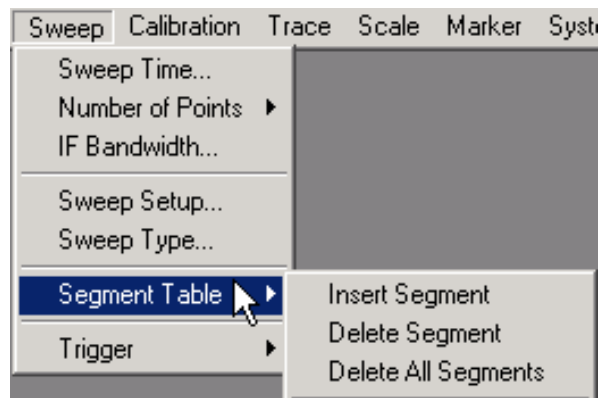 Sweep Calibration Trace Scale Marker Syst
Sweep Time...
Number of Points
IF Bandwidth...
Sweep Setup...
Sweep Type...
Segment Table
Insert Segment
Delete Segment
Delete All Segments
Trigger